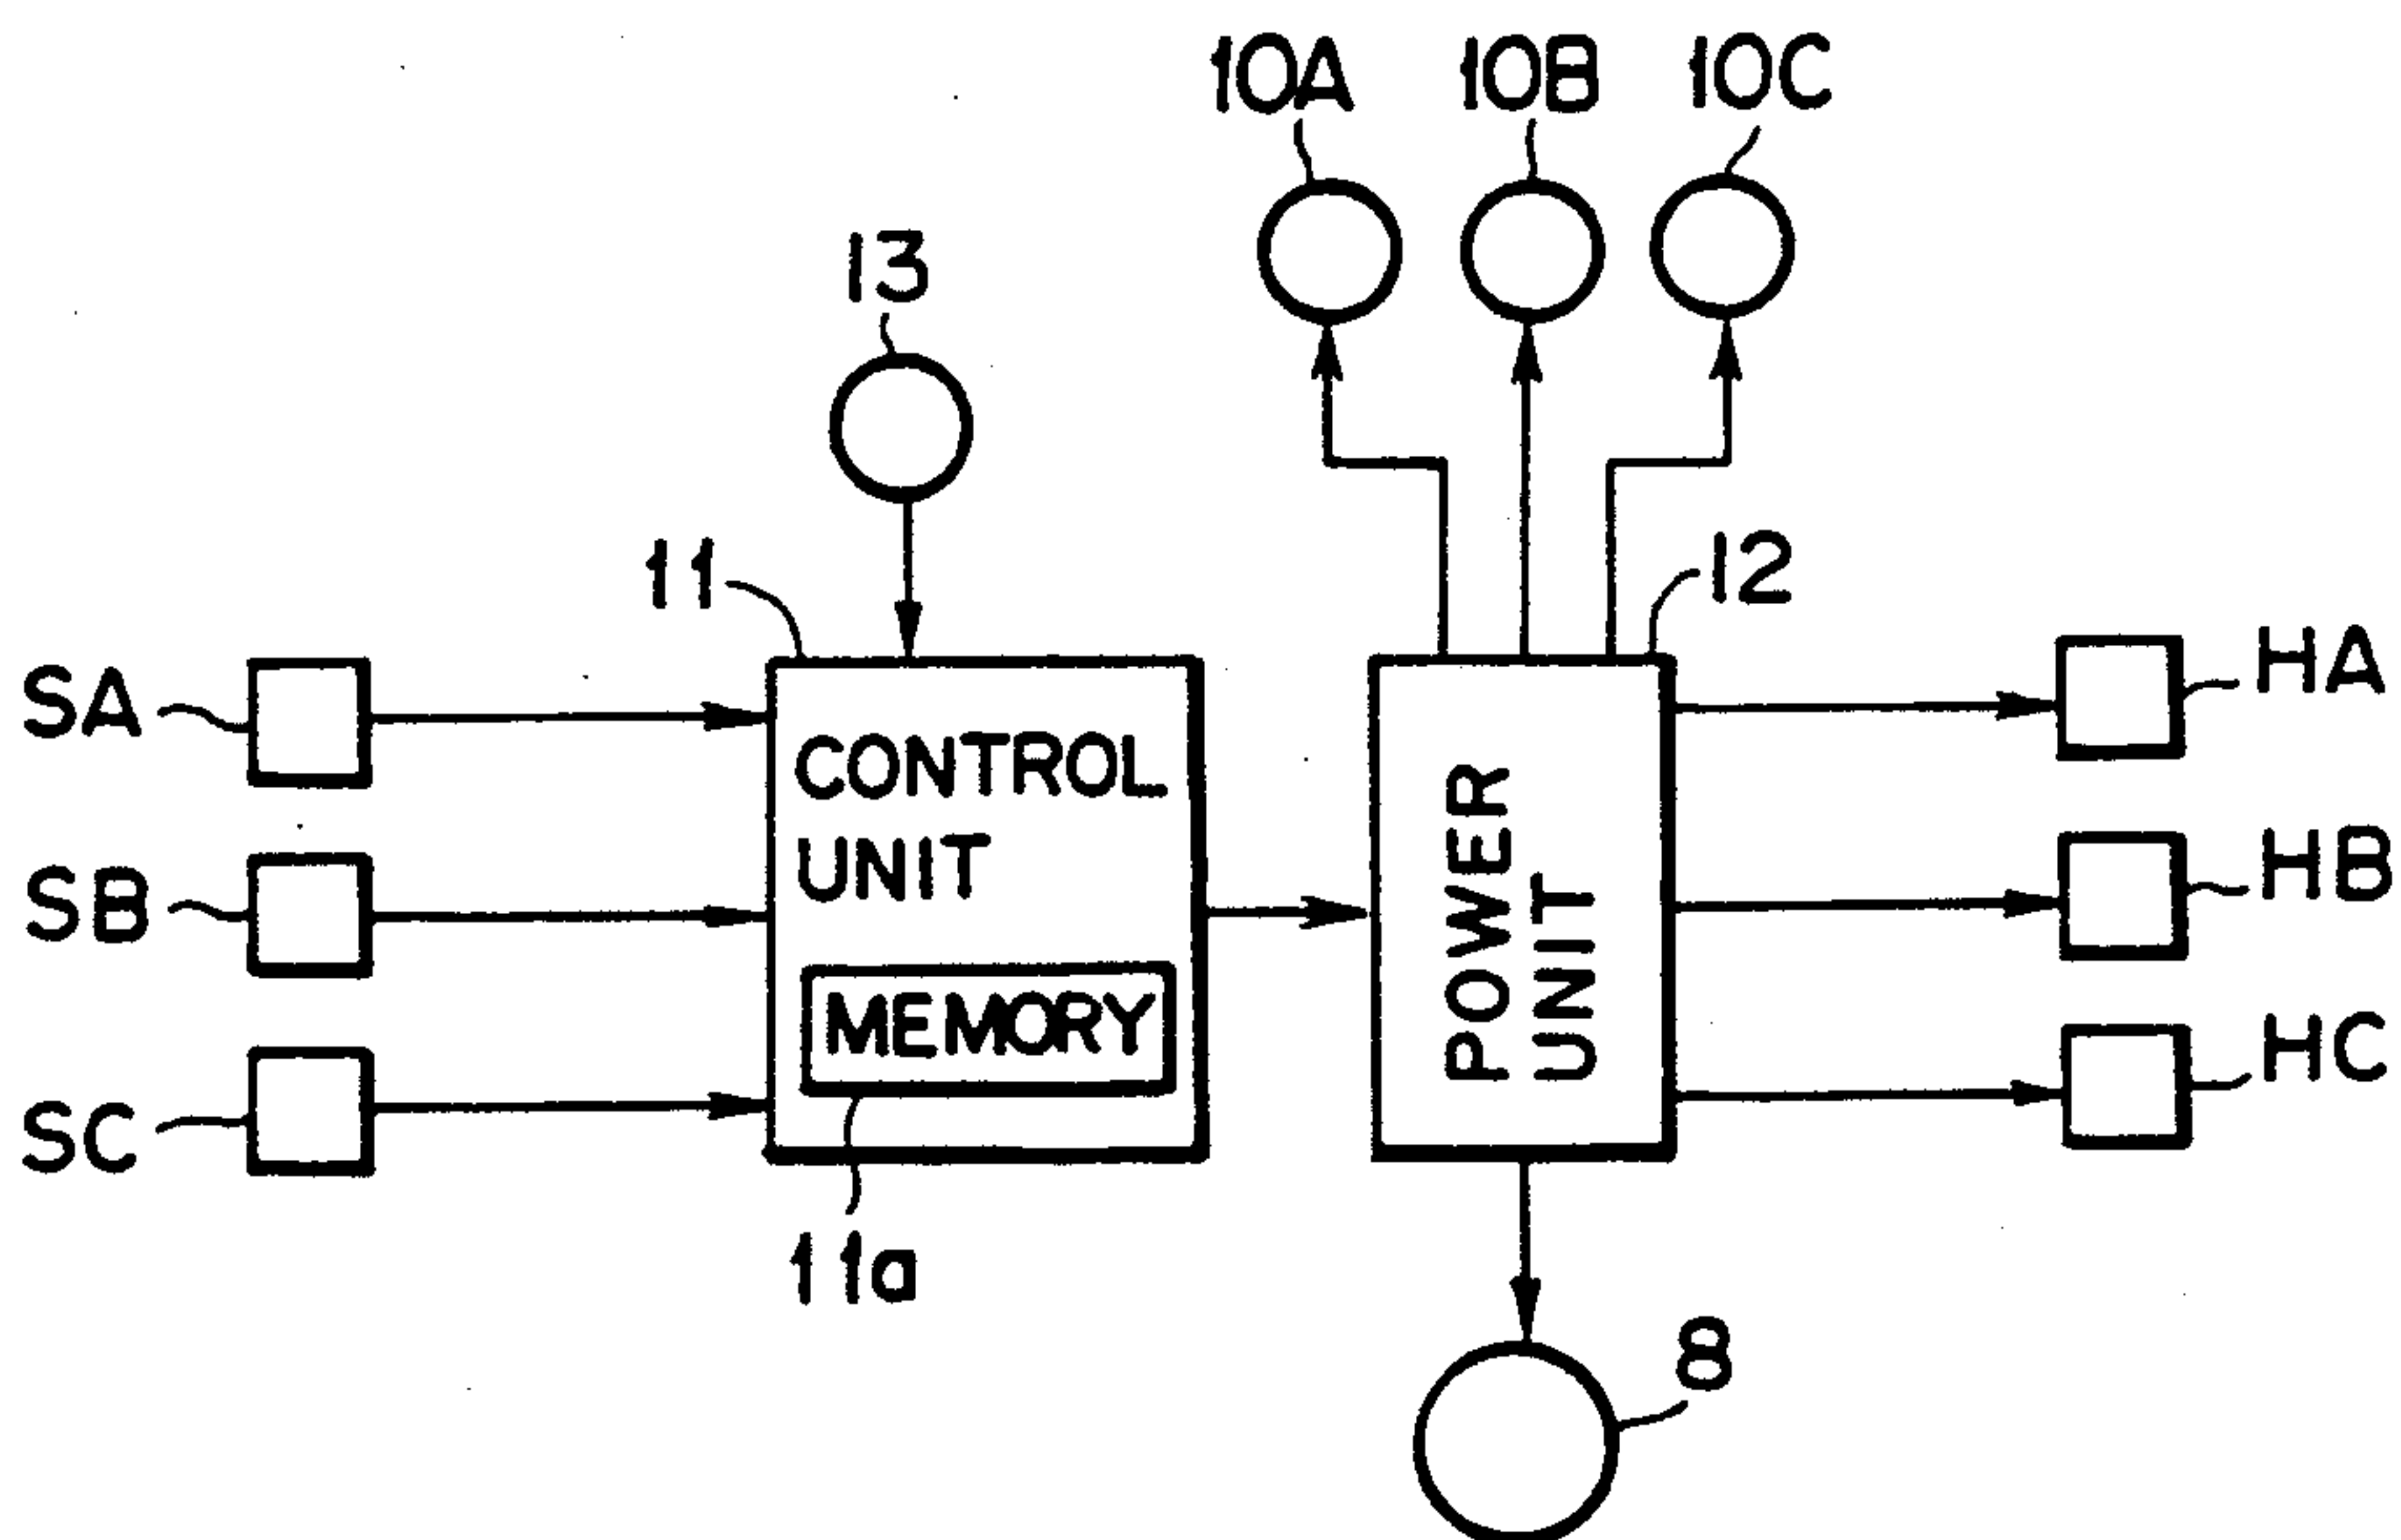 10A 10B 10C
13
11
12
SA
HA
CONTROL
UNIT
POWER
UNIT
SB
HB
MEMORY
SC
HC
11a
8